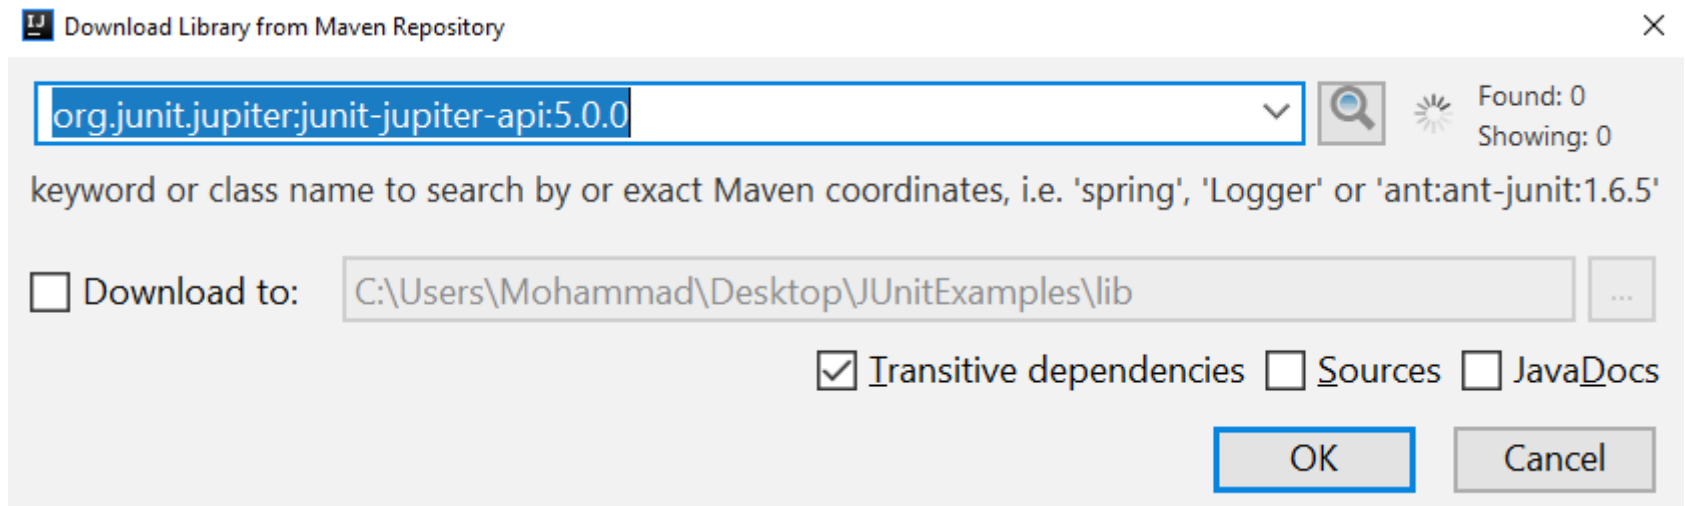 IJ Download Library from Maven Repository
org.junit.jupiter:junit-jupiter-api:5.0.0
Found: 0
Showing: 0
keyword or class name to search by or exact Maven coordinates, i.e. 'spring', 'Logger' or 'ant:ant-junit:1.6.5'
Download to: C:\Users\Mohammad\Desktop\JUnitExamples\lib ...
Transitive dependencies Sources JavaDocs
OK Cancel